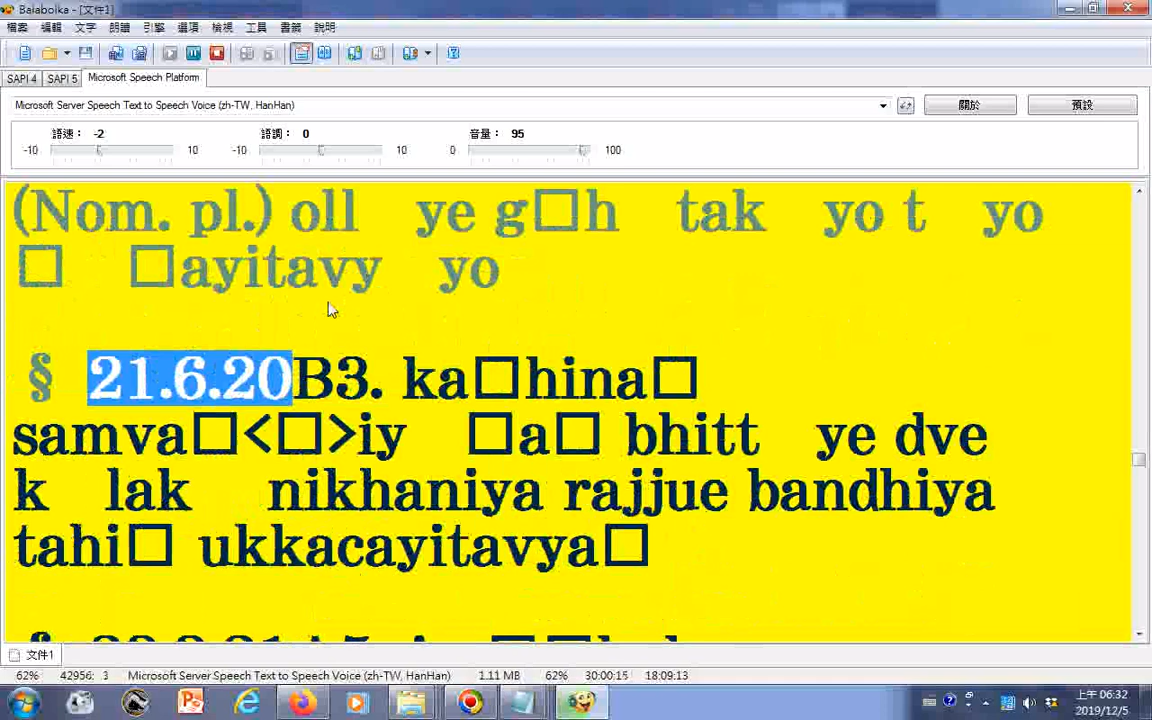 Balabolka - [文件1]
檔案 編輯 文字 朗讀 引擎 選項 檢視 工具 書籤 說明
SAPI 4 SAPI 5 Microsoft Speech Platform
Microsoft Server Speech Text to Speech Voice (zh-TW, HanHan) 關於 預設
語速： -2 語調： 0 音量： 95
-10 10 -10 10 0 100
(Nom. pl.) oll ye g□h tak yo t yo
□ □ayitavy yo
§ 21.6.20B3. ka□hina□
samva□<□>iy □a□ bhitt ye dve
k lak nikhaniya rajjue bandhiya
tahi□ ukkacayitavya□
文件1
62% 42956: 3 Microsoft Server Speech Text to Speech Voice (zh-TW, HanHan) 1.11 MB 62% 30:00:15 18:09:13
上午 06:32
2019/12/5